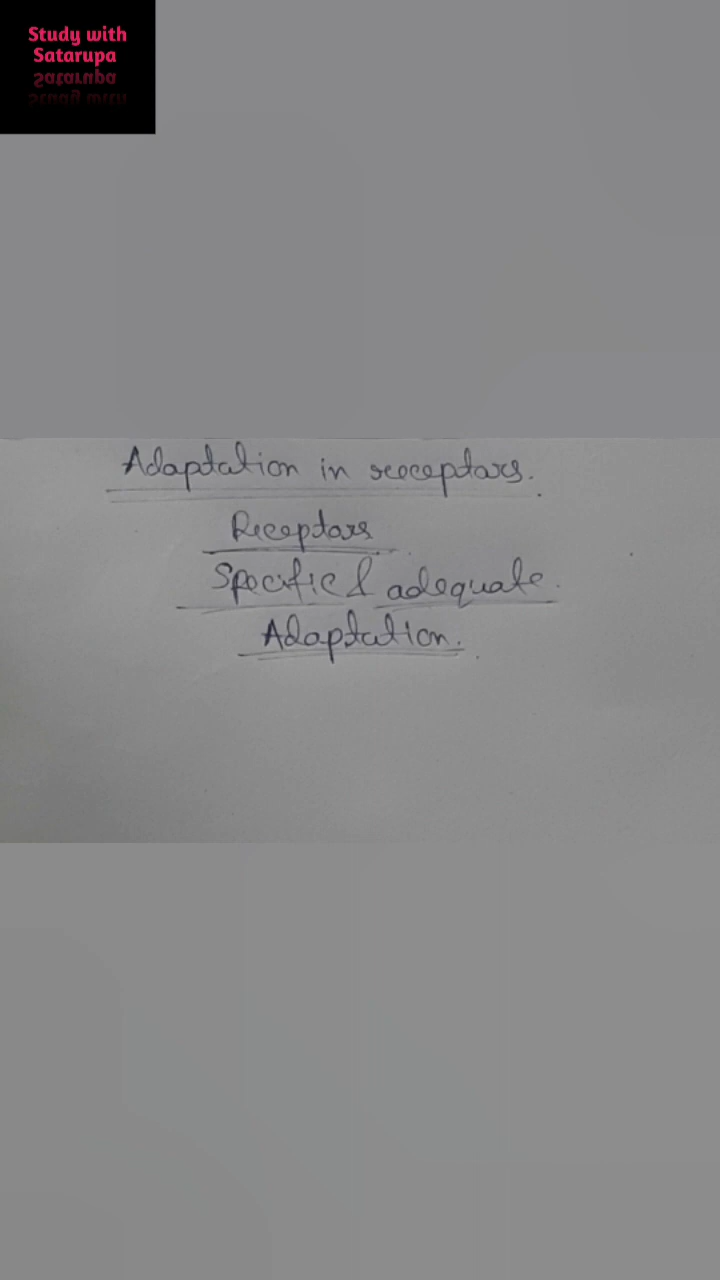 Study with
Satarupa
Adaptation in receptors.
Receptors
Specific & adequate.
Adaptation.